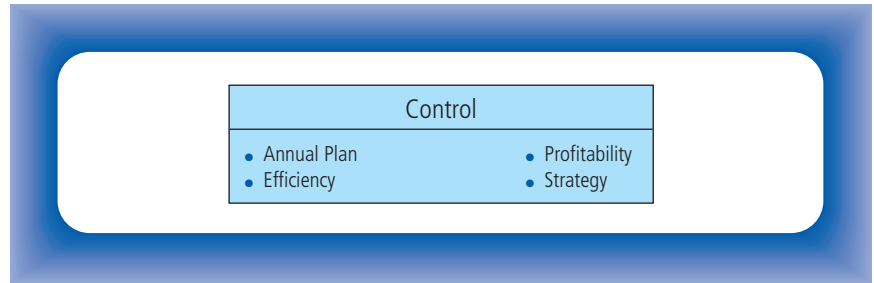 Control
• Annual Plan
• Efficiency
• Profitability
• Strategy